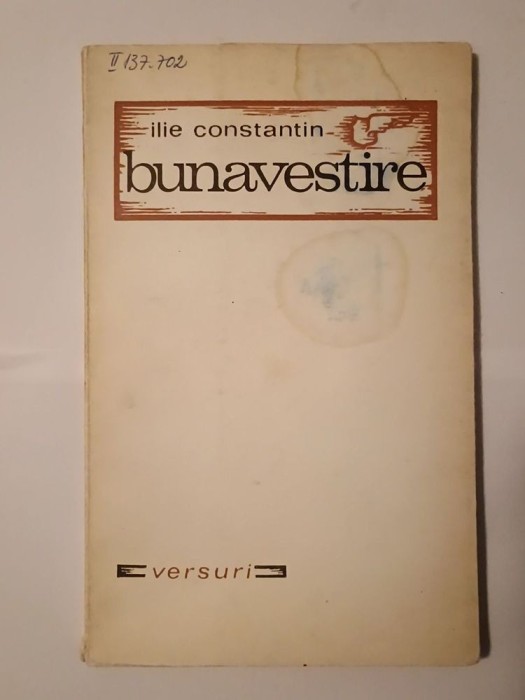 II 137.702
ilie constantin
bunavestire
versuri